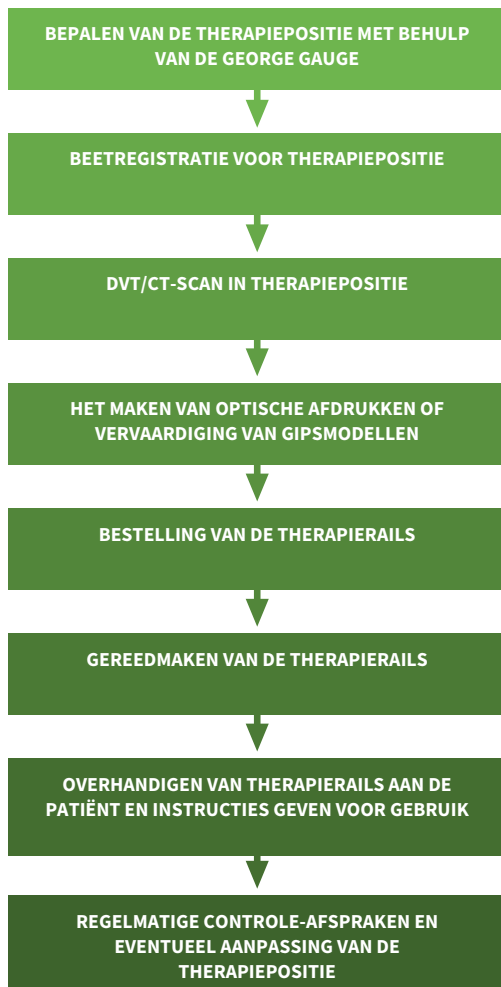 BEPALEN VAN DE THERAPIEPOSITIE MET BEHULP
VAN DE GEORGE GAUGE
BEETREGISTRATIE VOOR THERAPIEPOSITIE
DVT/CT-SCAN IN THERAPIEPOSITIE
HET MAKEN VAN OPTISCHE AFDRUKKEN OF
VERVAARDIGING VAN GIPSMODELLEN
BESTELLING VAN DE THERAPIERAILS
GEREEDMAKEN VAN DE THERAPIERAILS
OVERHANDIGEN VAN THERAPIERAILS AAN DE
PATIËNT EN INSTRUCTIES GEVEN VOOR GEBRUIK
REGELMATIGE CONTROLE-AFSPRAKEN EN
EVENTUEEL AANPASSING VAN DE
THERAPIEPOSITIE